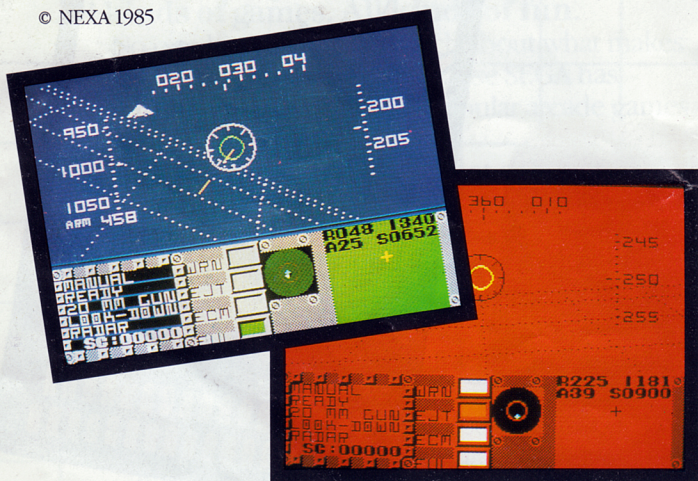 © NEXA 1985
020 030 04
950
1000
1050
ARM 458
200
205
R048 I340
A25 S0652
MANUAL
READY
20 MM GUN
LOOK-DOWN
RADAR
SC:00000
WRN
EJT
ECM
360 010
245
250
255
R225 I181
A39 S0900
MANUAL
READY
20 MM GUN
LOOK-DOWN
RADAR
SC:00000
WRN
EJT
ECM